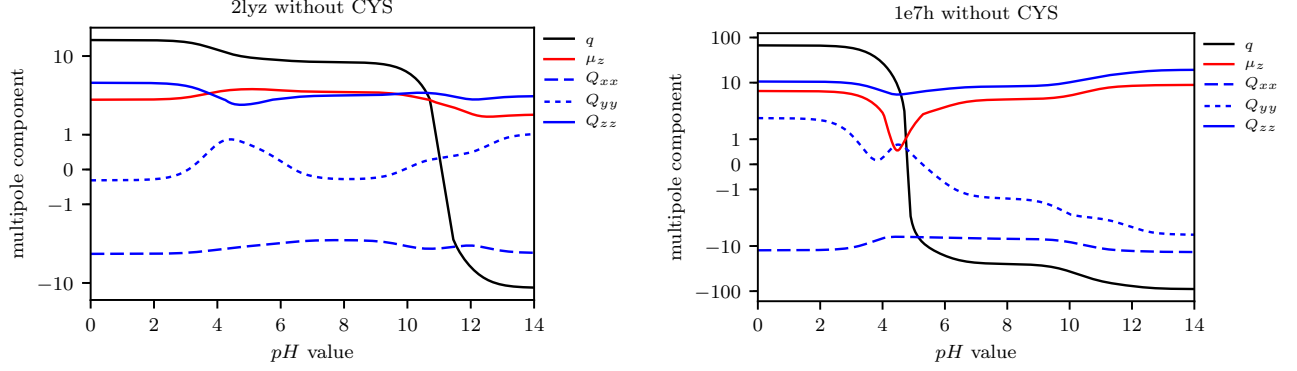 2lyz without CYS
multipole component
10
1
0
−1
−10
0 2 4 6 8 10 12 14
pH value
q
μz
Qxx
Qyy
Qzz
1e7h without CYS
multipole component
100
10
1
0
−1
−10
−100
0 2 4 6 8 10 12 14
pH value
q
μz
Qxx
Qyy
Qzz